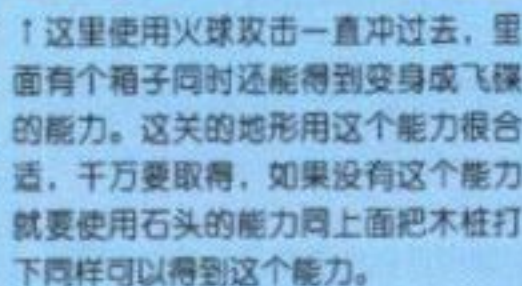 ↑这里使用火球攻击一直冲过去，里
面有个箱子同时还能得到变身成飞碟
的能力。这关的地形用这个能力很合
适，千万要取得，如果没有这个能力
就要使用石头的能力同上面把木桩打
下同样可以得到这个能力。